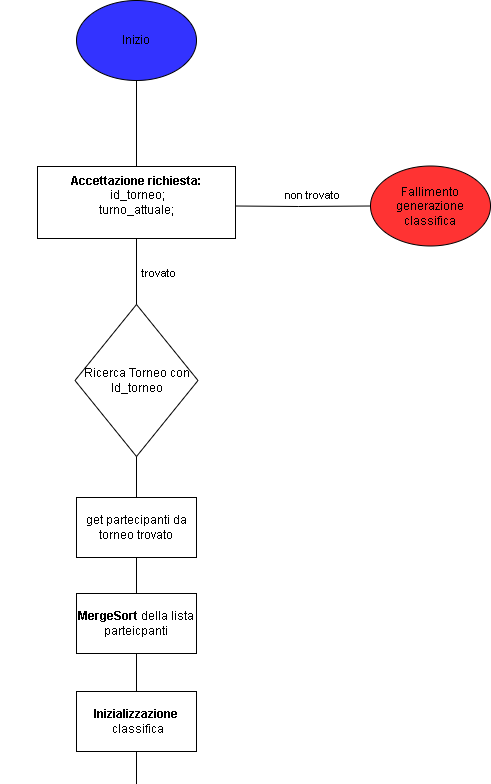 Inizio
Accettazione richiesta:
id_torneo;
turno_attuale;
non trovato
Fallimento
generazione
classifica
trovato
Ricerca Torneo con
Id_torneo
get partecipanti da
torneo trovato
MergeSort della lista
parteicpanti
Inizializzazione
classifica